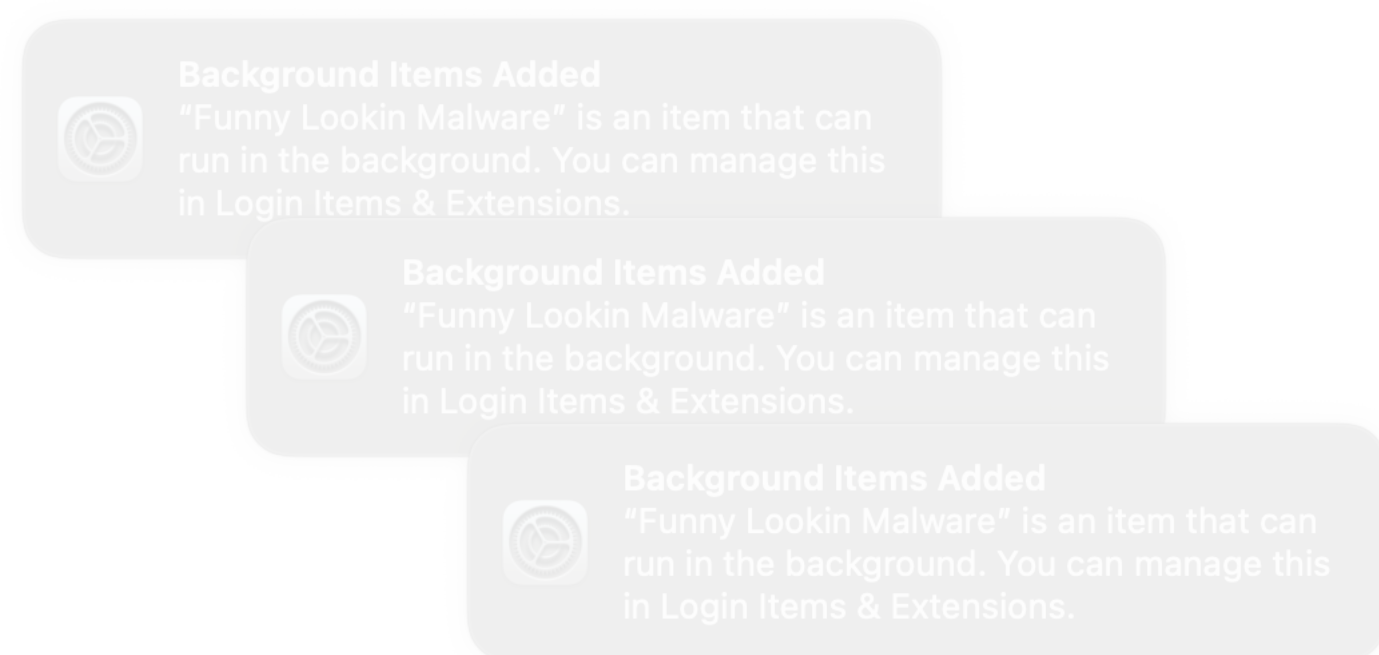 Background Items Added
“Funny Lookin Malware” is an item that can
run in the background. You can manage this
in Login Items & Extensions.
Background Items Added
“Funny Lookin Malware” is an item that can
run in the background. You can manage this
in Login Items & Extensions.
Background Items Added
“Funny Lookin Malware” is an item that can
run in the background. You can manage this
in Login Items & Extensions.